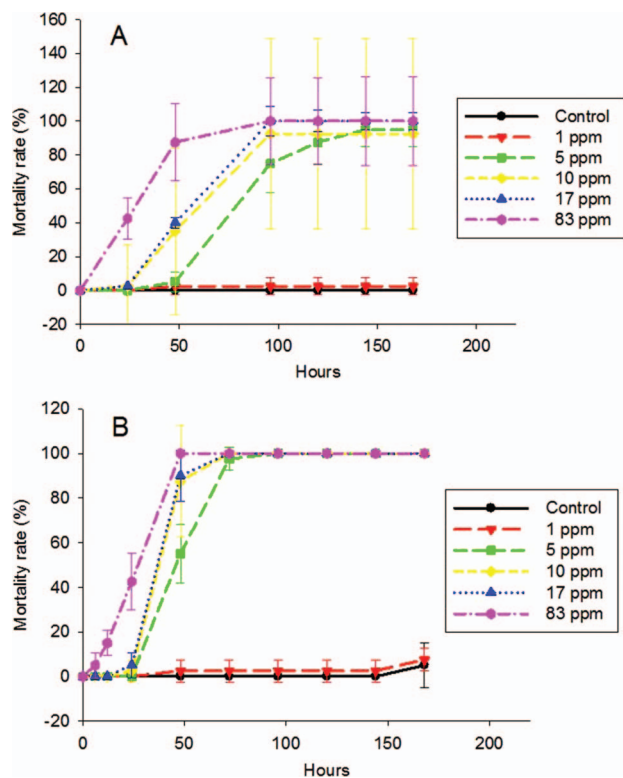 A
Mortality rate (%)
160
140
120
100
80
60
40
20
0
-20
0 50 100 150 200
Hours
Control
1 ppm
5 ppm
10 ppm
17 ppm
83 ppm
B
Mortality rate (%)
120
100
80
60
40
20
0
-20
0 50 100 150 200
Hours
Control
1 ppm
5 ppm
10 ppm
17 ppm
83 ppm